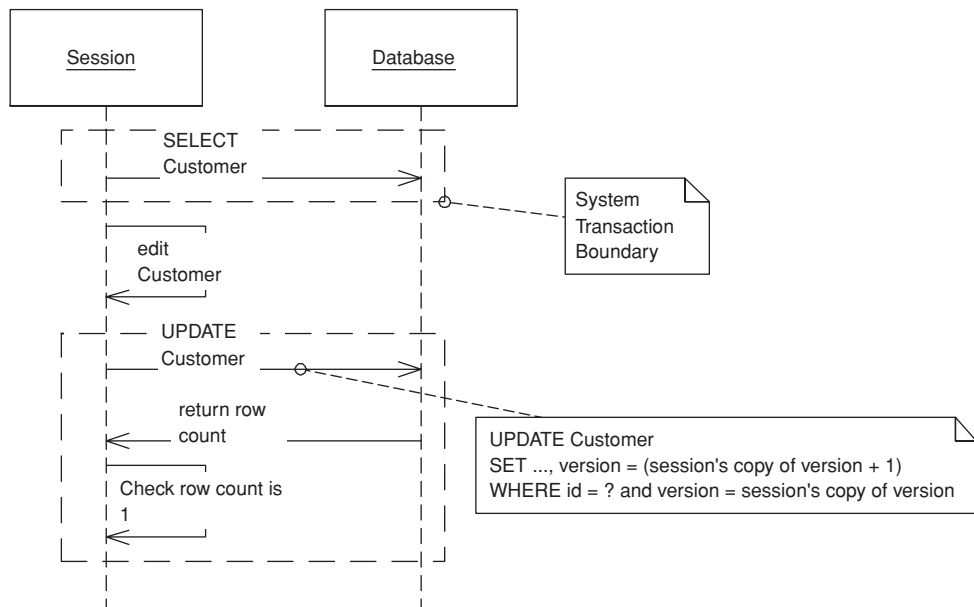 Session
Database
SELECT
Customer
System
Transaction
Boundary
edit
Customer
UPDATE
Customer
return row
count
UPDATE Customer
SET ..., version = (session's copy of version + 1)
WHERE id = ? and version = session's copy of version
Check row count is
1